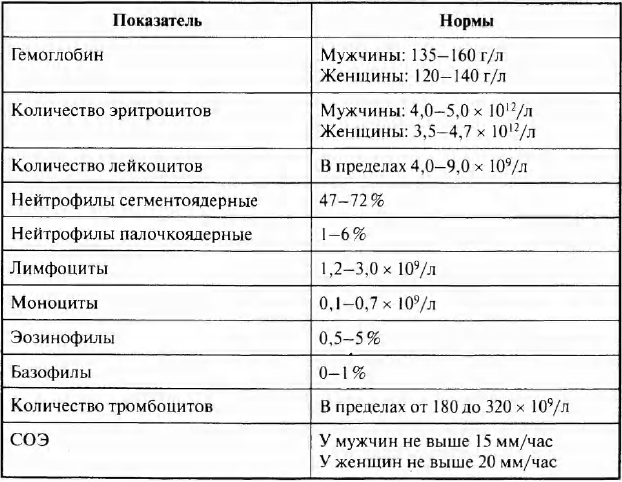 Показатель Нормы
Гемоглобин Мужчины: 135–160 г/л
Женщины: 120–140 г/л
Количество эритроцитов Мужчины: 4,0–5,0 × 10¹²/л
Женщины: 3,5–4,7 × 10¹²/л
Количество лейкоцитов В пределах 4,0–9,0 × 10⁹/л
Нейтрофилы сегментоядерные 47–72%
Нейтрофилы палочкоядерные 1–6%
Лимфоциты 1,2–3,0 × 10⁹/л
Моноциты 0,1–0,7 × 10⁹/л
Эозинофилы 0,5–5%
Базофилы 0–1%
Количество тромбоцитов В пределах от 180 до 320 × 10⁹/л
СОЭ У мужчин не выше 15 мм/час
У женщин не выше 20 мм/час